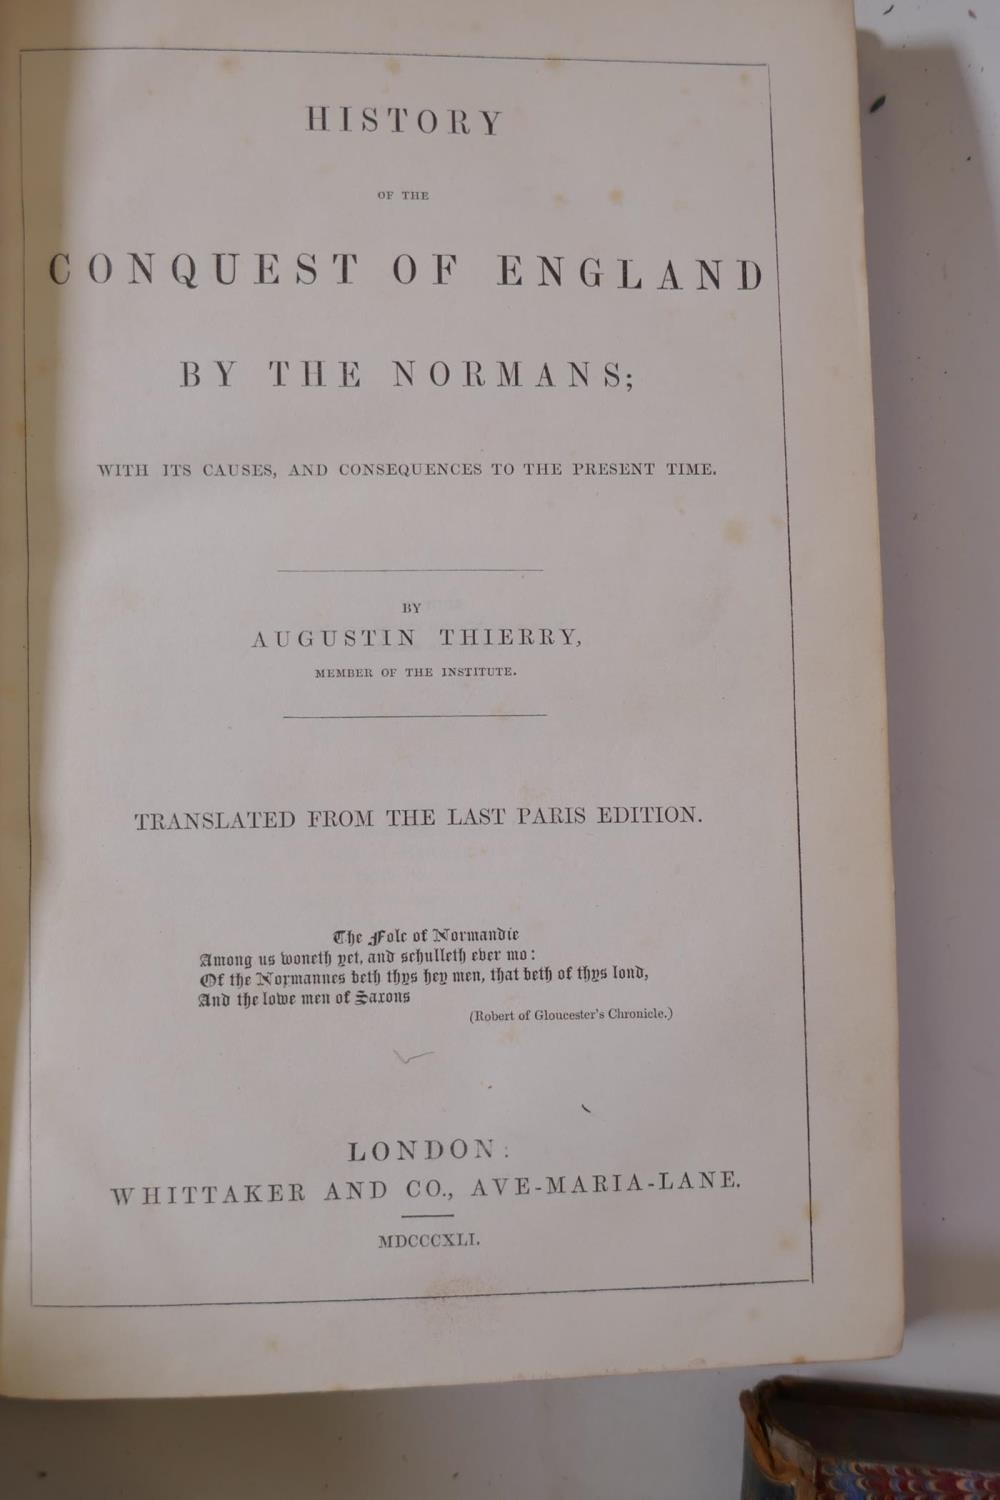 HISTORY
OF THE
CONQUEST OF ENGLAND
BY THE NORMANS;
WITH ITS CAUSES, AND CONSEQUENCES TO THE PRESENT TIME.
BY
AUGUSTIN THIERRY,
MEMBER OF THE INSTITUTE.
TRANSLATED FROM THE LAST PARIS EDITION.
The Folc of Normandie
Among us woneth yet, and schulleth ever mo:
Of the Normannes beth thys hey men, that beth of thys lond,
And the lowe men of Saxons
(Robert of Gloucester's Chronicle.)
LONDON:
WHITTAKER AND CO., AVE-MARIA-LANE.
MDCCCXLI.